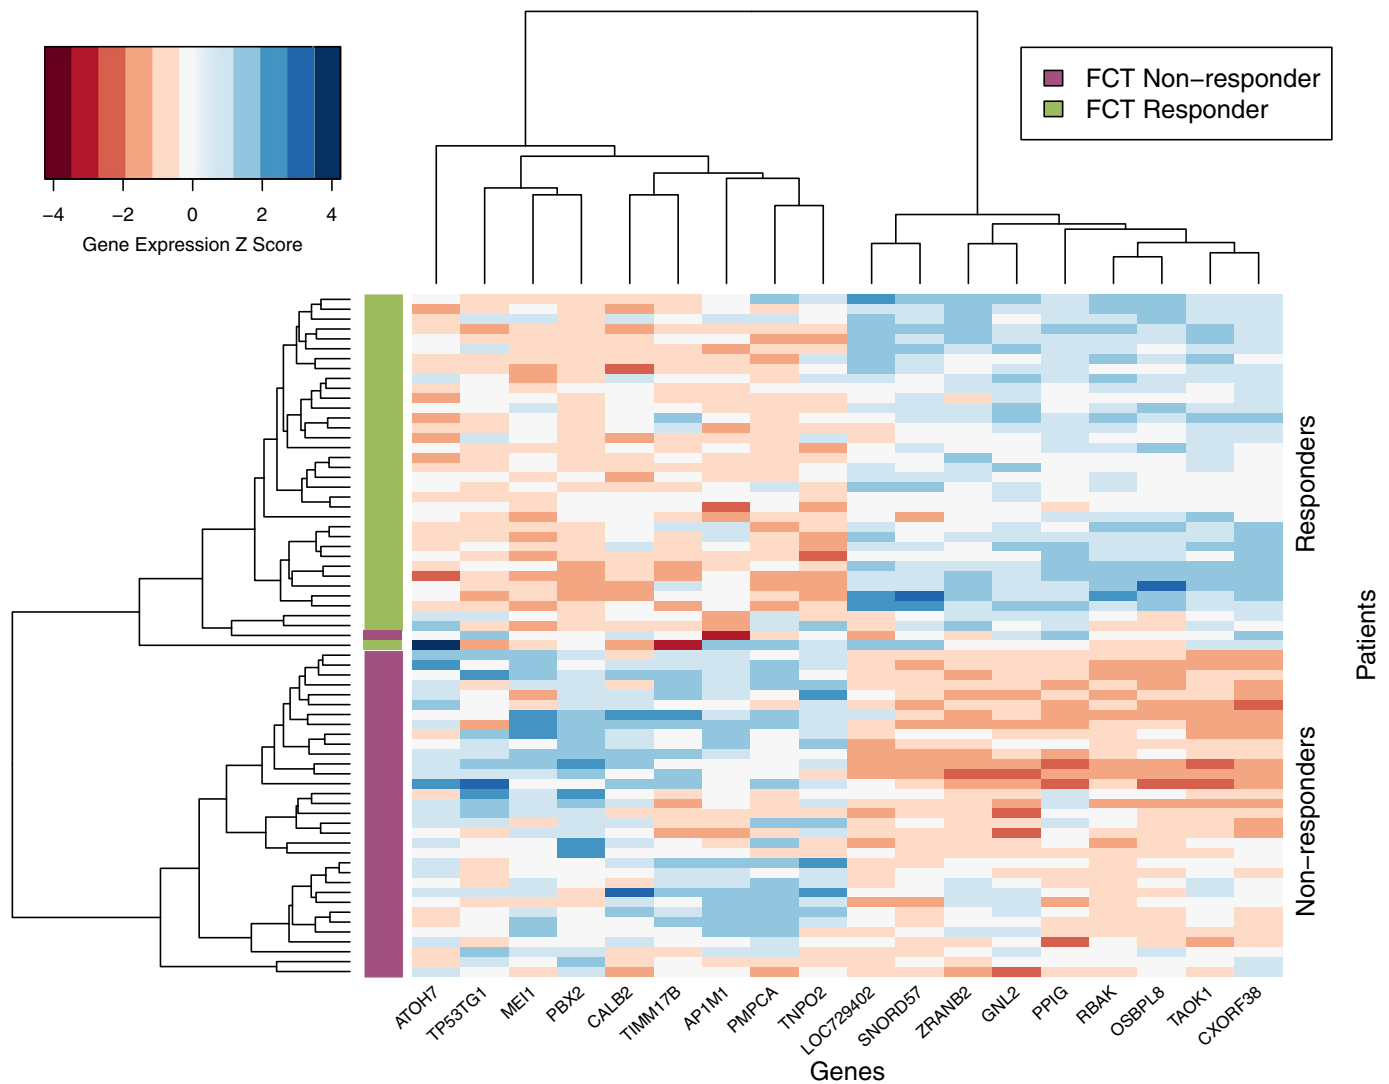 FCT Non−responder
FCT Responder
−4 −2 0 2 4
Gene Expression Z Score
Responders
Patients
Non−responders
ATOH7
TP53TG1
MEI1
PBX2
CALB2
TIMM17B
AP1M1
PMPCA
TNPO2
LOC729402
SNORD57
ZRANB2
GNL2
PPIG
RBAK
OSBPL8
TAOK1
CXORF38
Genes